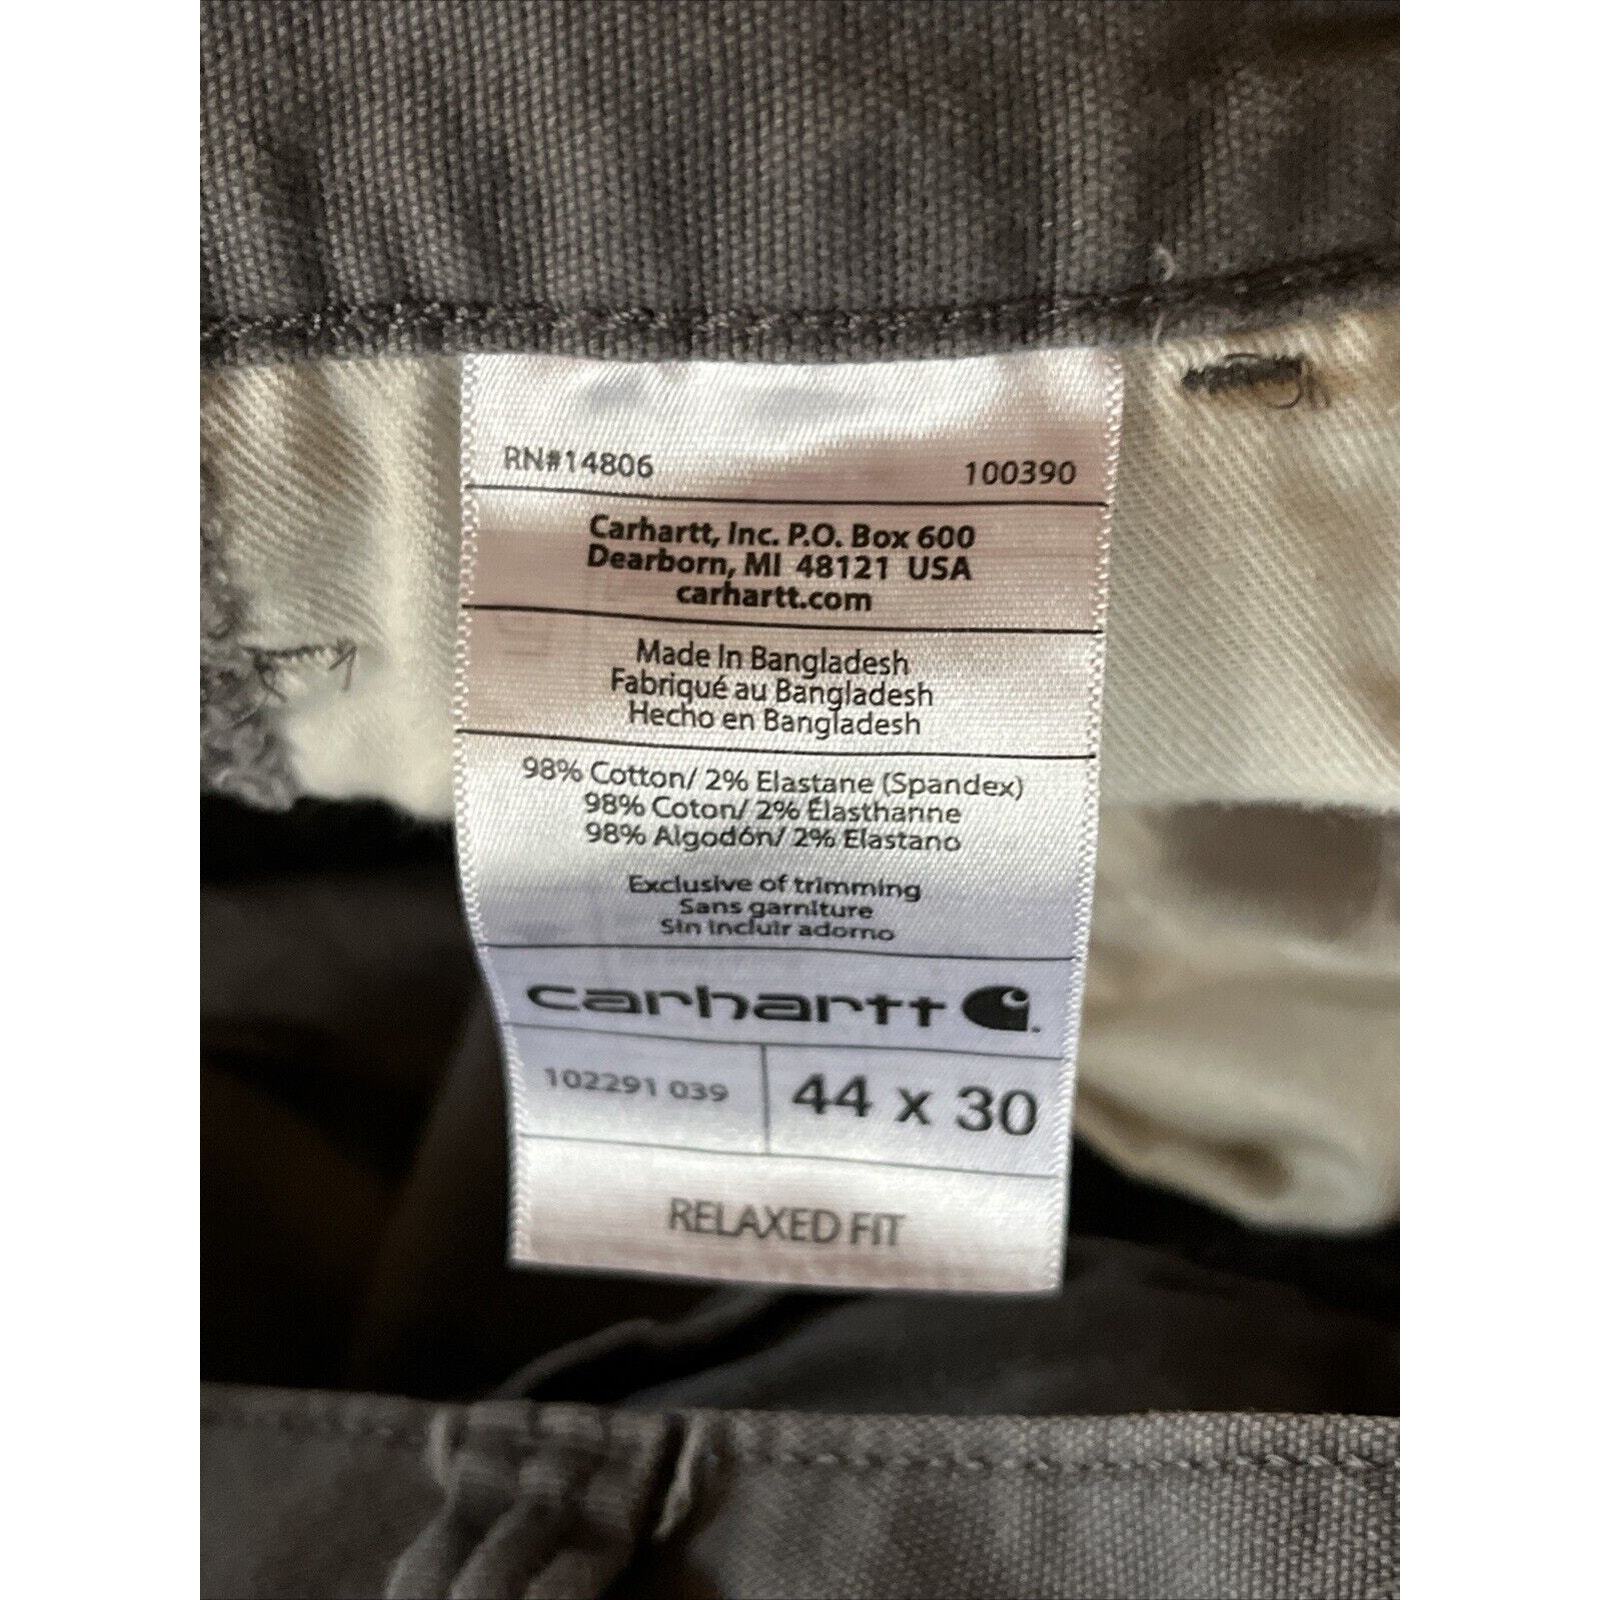 RN#14806 100390
Carhartt, Inc. P.O. Box 600
Dearborn, MI 48121 USA
carhartt.com
Made In Bangladesh
Fabriqué au Bangladesh
Hecho en Bangladesh
98% Cotton/ 2% Elastane (Spandex)
98% Coton/ 2% Élasthanne
98% Algodón/ 2% Elastano
Exclusive of trimming
Sans garniture
Sin incluir adorno
carhartt
102291 039 44 x 30
RELAXED FIT